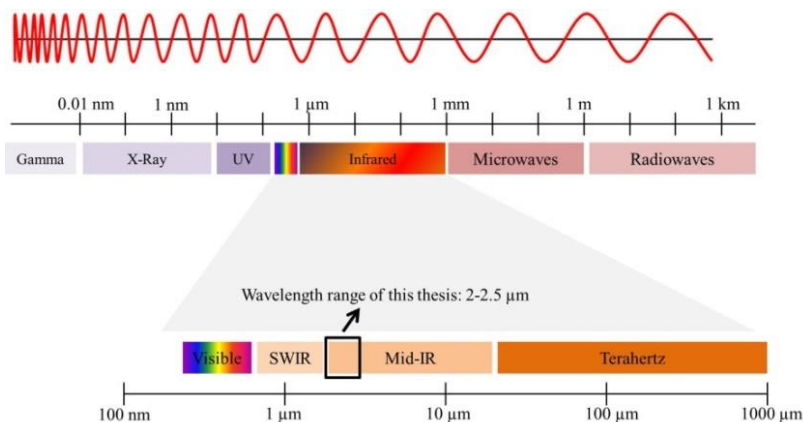 0.01 nm 1 nm 1 μm 1 mm 1 m 1 km
Gamma X-Ray UV Infrared Microwaves Radiowaves
Wavelength range of this thesis: 2-2.5 μm
Visible SWIR Mid-IR Terahertz
100 nm 1 μm 10 μm 100 μm 1000 μm